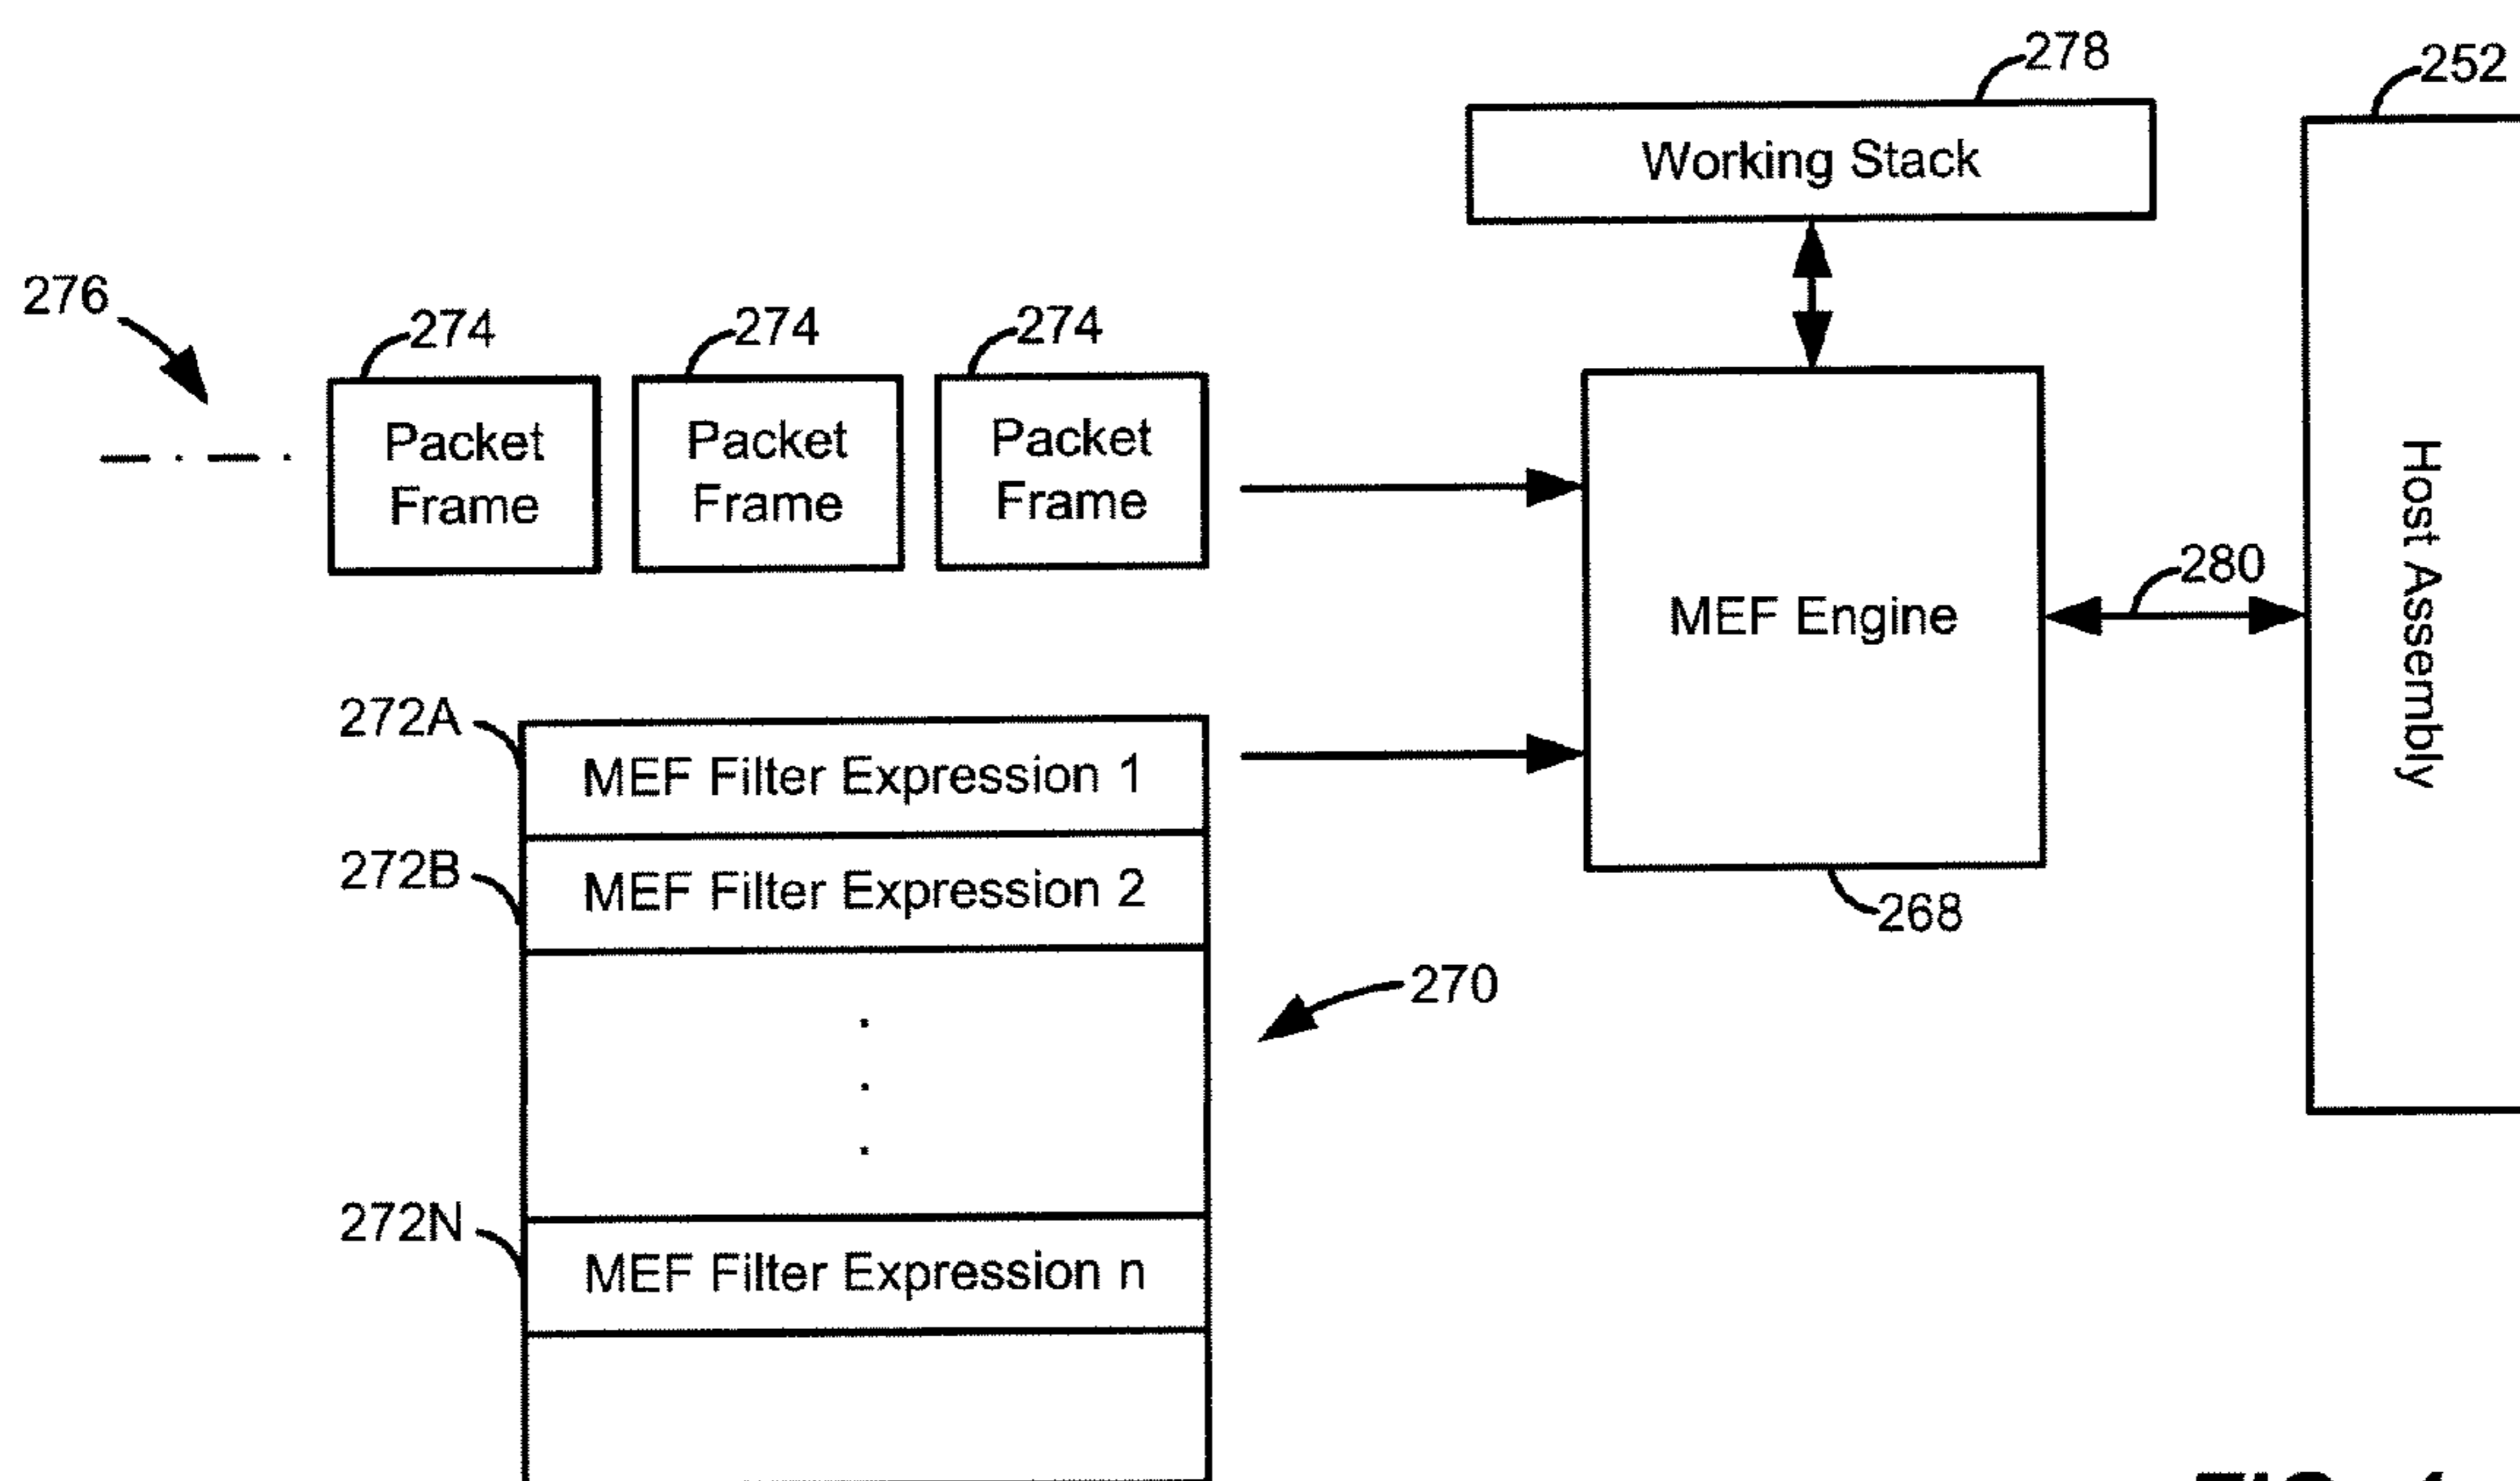 278
252
Working Stack
276
274
274
274
Packet
Frame
Packet
Frame
Packet
Frame
Host Assembly
280
MEF Engine
272A
MEF Filter Expression 1
272B
MEF Filter Expression 2
268
270
272N
MEF Filter Expression n